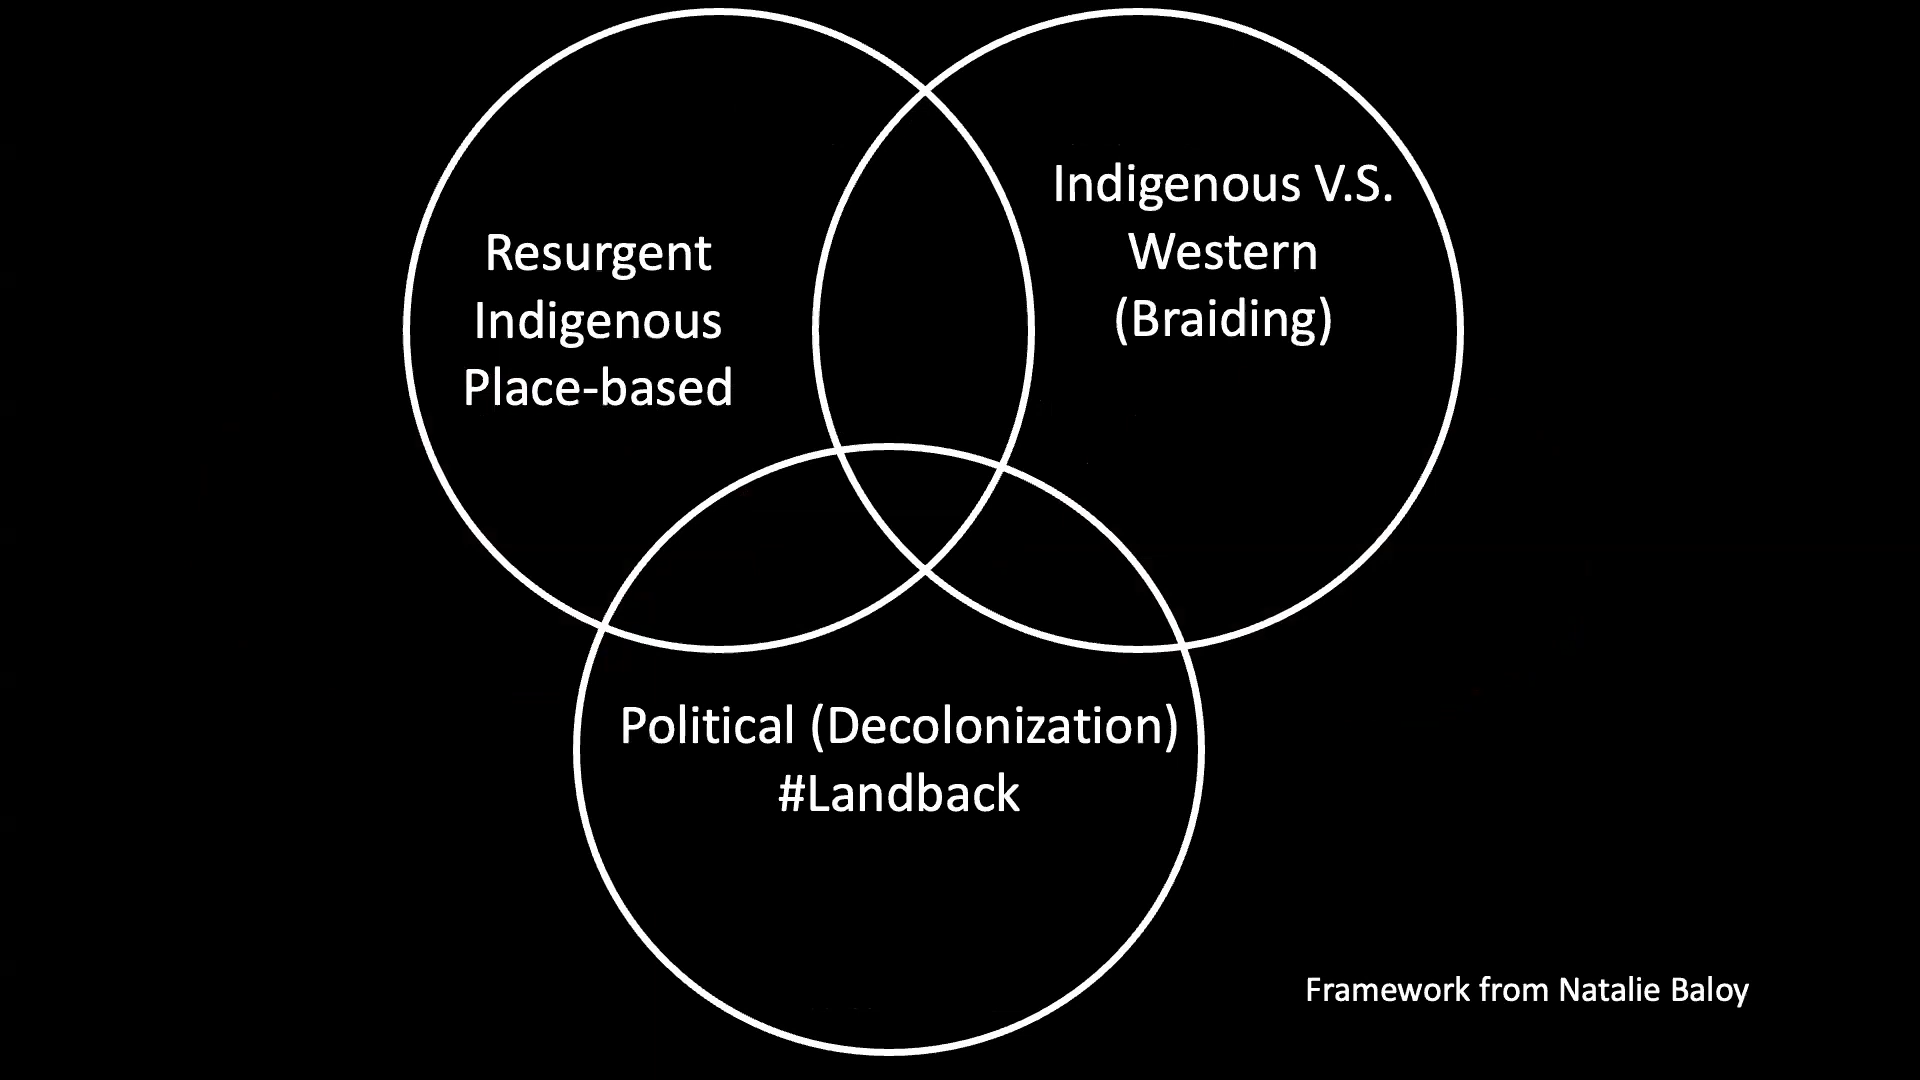 Resurgent
Indigenous
Place-based
Indigenous V.S.
Western
(Braiding)
Political (Decolonization)
#Landback
Framework from Natalie Baloy